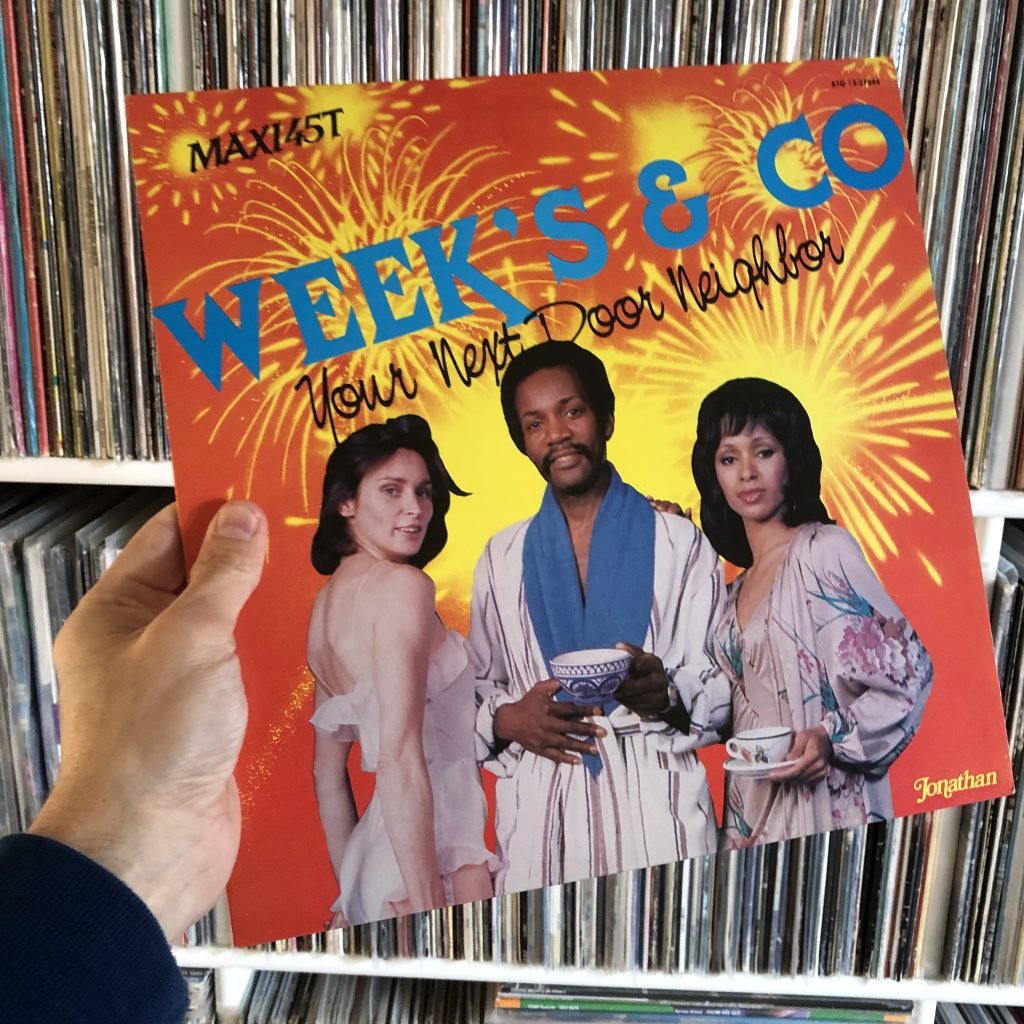 MAXI 45T
WEEK'S & CO
Your Next Door Neighbor
Jonathan